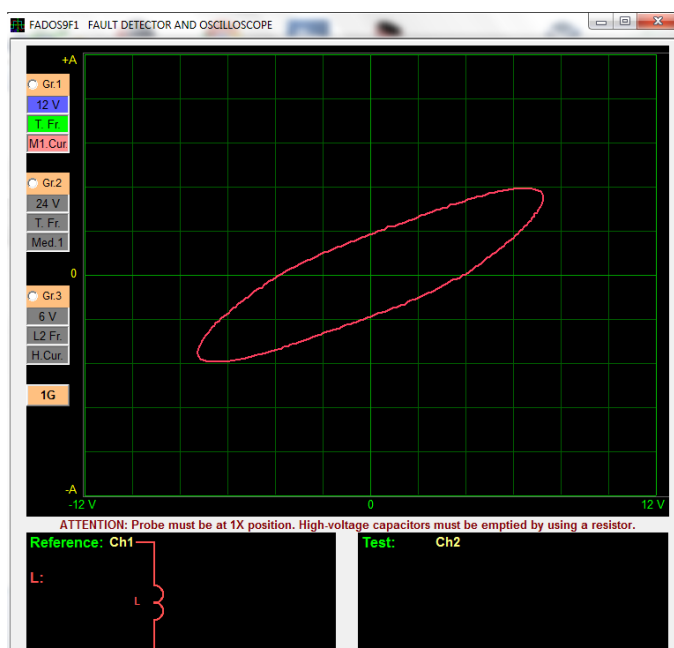 FADOS9F1 FAULT DETECTOR AND OSCILLOSCOPE
+A
Gr.1
12 V
T. Fr.
M1.Cur
Gr.2
24 V
T. Fr.
Med.1
0
Gr.3
6 V
L2 Fr.
H.Cur.
1G
-A
-12 V
0
12 V
ATTENTION: Probe must be at 1X position. High-voltage capacitors must be emptied by using a resistor.
Reference: Ch1
L:
L
Test: Ch2